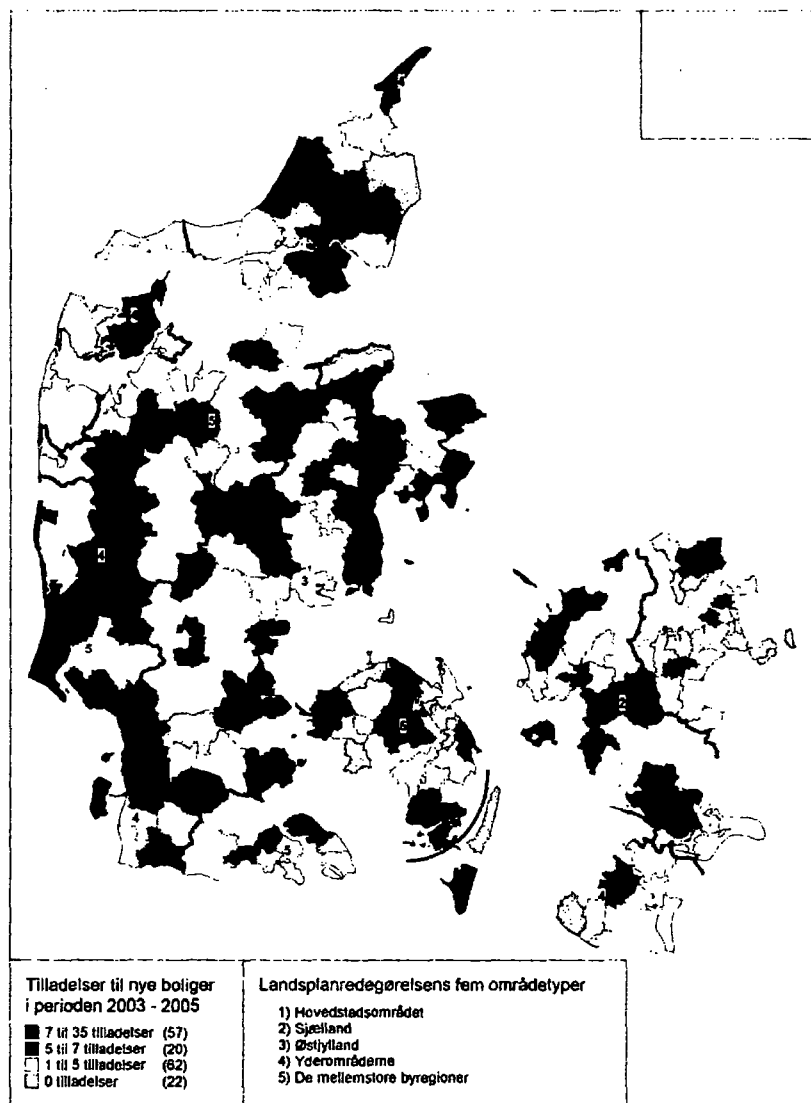 4
5
4
3
5
2
5
4
4
Tilladelser til nye boliger
i perioden 2003 - 2005
7 til 35 tilladelser (57)
5 til 7 tilladelser (20)
1 til 5 tilladelser (62)
0 tilladelser (22)
Landsplanredegørelsens fem områdetyper
1) Hovedstadsområdet
2) Sjælland
3) Østjylland
4) Yderområderne
5) De mellemstore byregioner